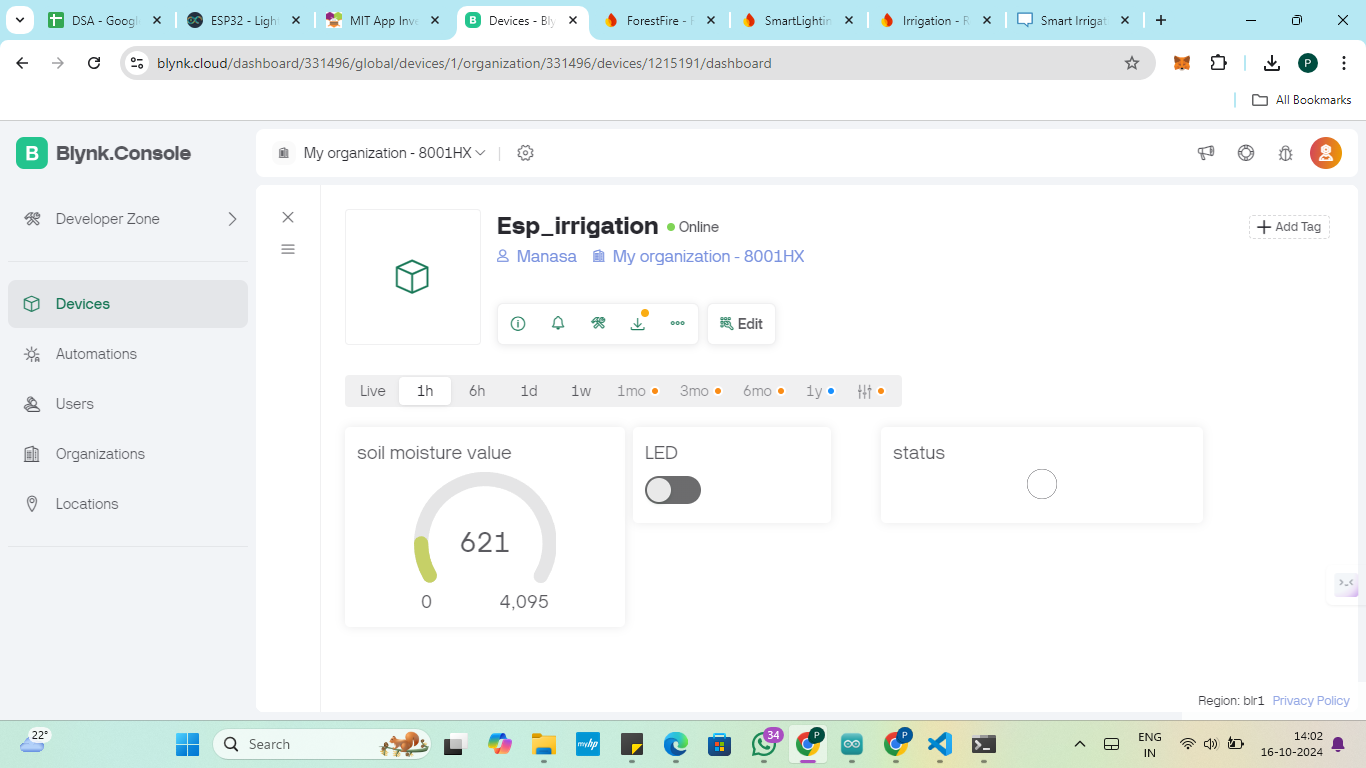 DSA - Google
ESP32 - Ligh
MIT App Inve
Devices - Bly
ForestFire - R
SmartLightin
Irrigation - R
Smart Irrigat
blynk.cloud/dashboard/331496/global/devices/1/organization/331496/devices/1215191/dashboard
P
All Bookmarks
B Blynk.Console
My organization - 8001HX
Developer Zone
Devices
Automations
Users
Organizations
Locations
Esp_irrigation Online
Add Tag
Manasa My organization - 8001HX
Edit
Live 1h 6h 1d 1w 1mo 3mo 6mo 1y
soil moisture value
621
0 4,095
LED
status
Region: blr1 Privacy Policy
22°
Search
myhp
34
P
P
ENG
IN
14:02
16-10-2024